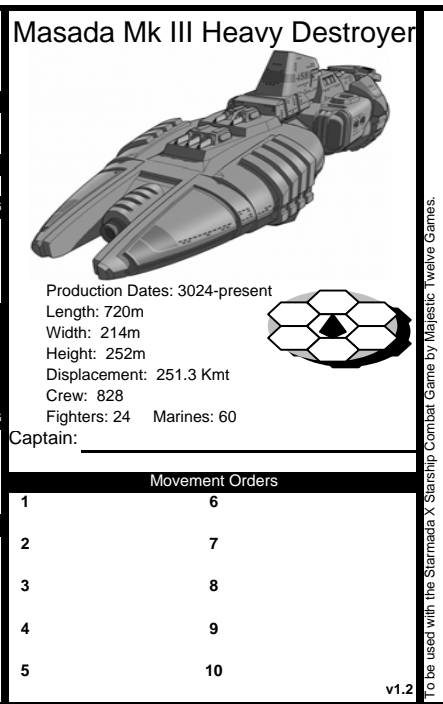 Masada Mk III Heavy Destroyer
Production Dates: 3024-present
Length: 720m
Width: 214m
Height: 252m
Displacement: 251.3 Kmt
Crew: 828
Fighters: 24 Marines: 60
Captain:
Movement Orders
1 6
2 7
3 8
4 9
5 10
v1.2
To be used with the Starmada X Starship Combat Game by Majestic Twelve Games.